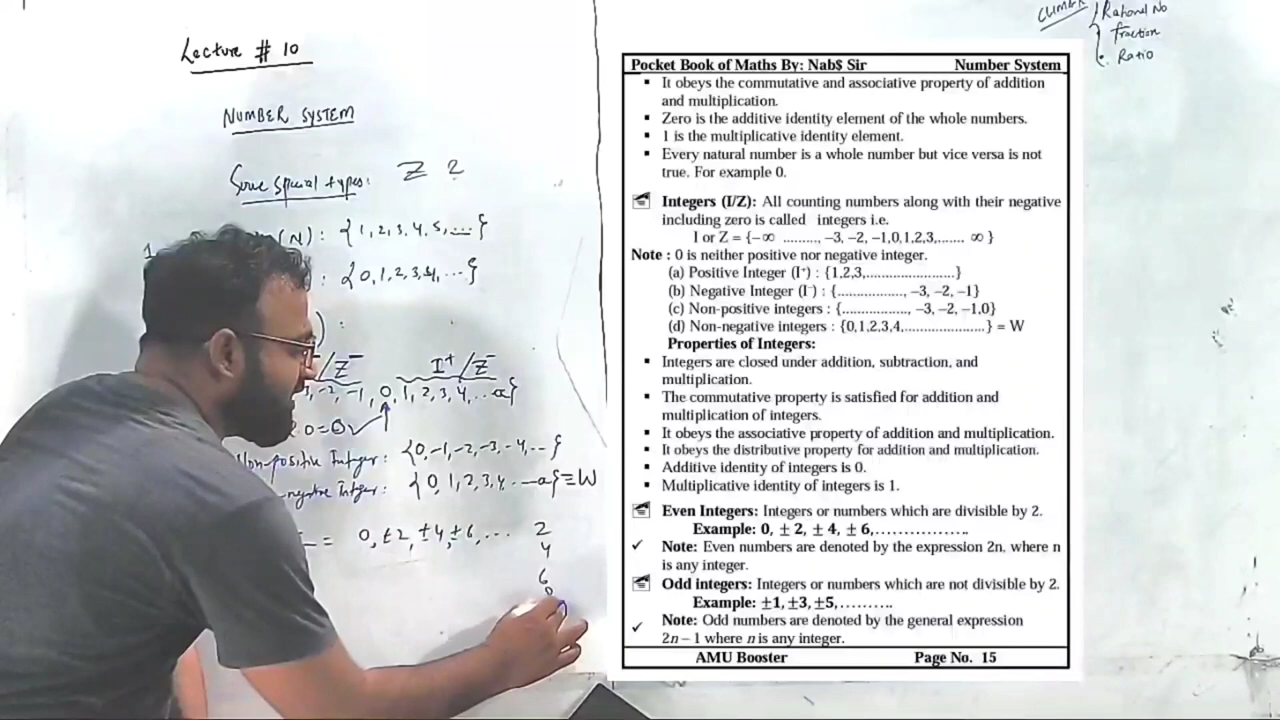 Lecture # 10
NUMBER SYSTEM
Some special types:
Z ?
(N): {1, 2, 3, 4, 5, ...}
: {0, 1, 2, 3, 4, ...}
) :
/Z⁻ I⁺/Z⁻
3, -2, -1, 0, 1, 2, 3, 4, ... ∞}
0=0
Non-positive Integer: {0, -1, -2, -3, -4, ...}
Integer: {0, 1, 2, 3, 4, ... ∞} ≡ W
= 0, ±2, ±4, ±6, ...
2
4
6
Rational No
fraction
Ratio
Pocket Book of Maths By: Nab$ Sir Number System
▪ It obeys the commutative and associative property of addition
and multiplication.
▪ Zero is the additive identity element of the whole numbers.
▪ 1 is the multiplicative identity element.
▪ Every natural number is a whole number but vice versa is not
true. For example 0.
Integers (I/Z): All counting numbers along with their negative
including zero is called integers i.e.
I or Z = {−∞ .........., −3, −2, −1,0,1,2,3,....... ∞ }
Note : 0 is neither positive nor negative integer.
(a) Positive Integer (I⁺) : {1,2,3,........................}
(b) Negative Integer (I⁻) : {.................., −3, −2, −1}
(c) Non-positive integers : {.................., −3, −2, −1,0}
(d) Non-negative integers : {0,1,2,3,4,......................} = W
Properties of Integers:
▪ Integers are closed under addition, subtraction, and
multiplication.
▪ The commutative property is satisfied for addition and
multiplication of integers.
▪ It obeys the associative property of addition and multiplication.
▪ It obeys the distributive property for addition and multiplication.
▪ Additive identity of integers is 0.
▪ Multiplicative identity of integers is 1.
Even Integers: Integers or numbers which are divisible by 2.
Example: 0, ± 2, ± 4, ± 6,..................
✓ Note: Even numbers are denoted by the expression 2n, where n
is any integer.
Odd integers: Integers or numbers which are not divisible by 2.
Example: ±1, ±3, ±5,..........
✓ Note: Odd numbers are denoted by the general expression
2n − 1 where n is any integer.
AMU Booster Page No. 15